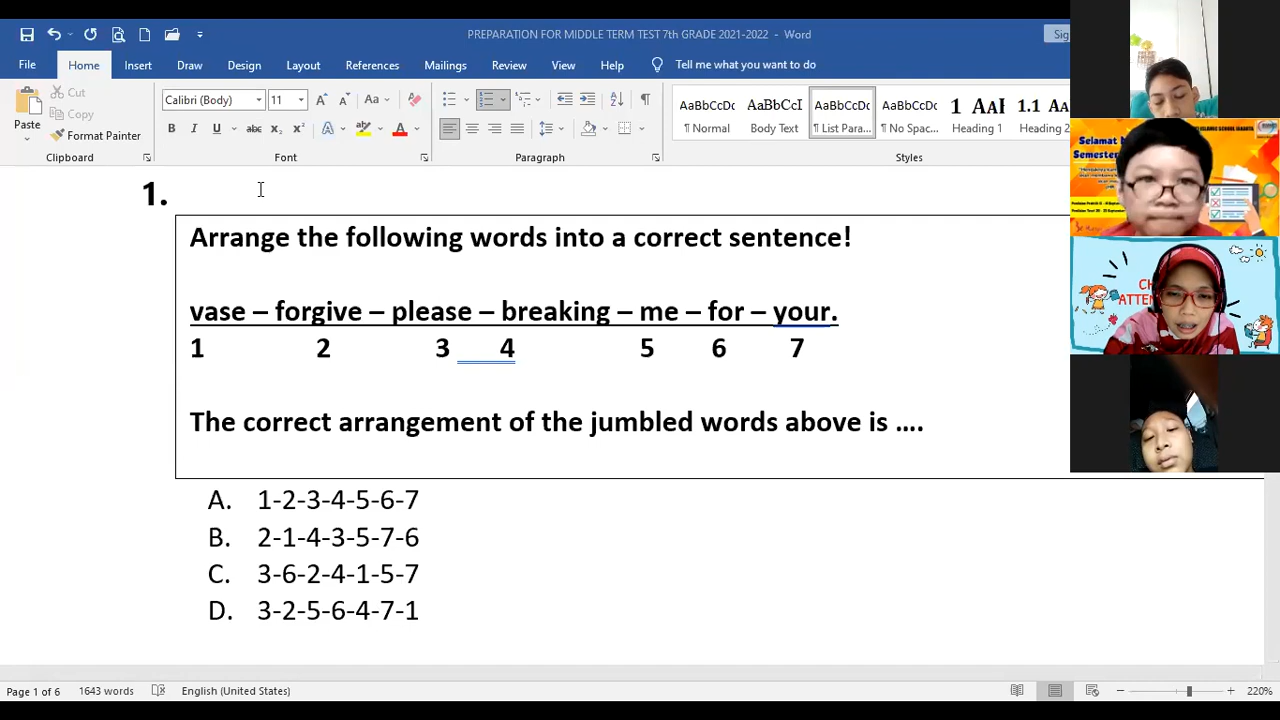 PREPARATION FOR MIDDLE TERM TEST 7th GRADE 2021-2022 - Word
File Home Insert Draw Design Layout References Mailings Review View Help Tell me what you want to do
Paste
Cut
Copy
Format Painter
Clipboard
Calibri (Body) 11
Font
Paragraph
AaBbCcDc AaBbCcI AaBbCcDc AaBbCcDc 1 AaI 1.1 Aa
¶ Normal Body Text ¶ List Para... ¶ No Spac... Heading 1 Heading 2
Styles
1.
Arrange the following words into a correct sentence!
vase – forgive – please – breaking – me – for – your.
1 2 3 4 5 6 7
The correct arrangement of the jumbled words above is ....
A. 1-2-3-4-5-6-7
B. 2-1-4-3-5-7-6
C. 3-6-2-4-1-5-7
D. 3-2-5-6-4-7-1
Page 1 of 6 1643 words English (United States) 220%
Selamat
Semester